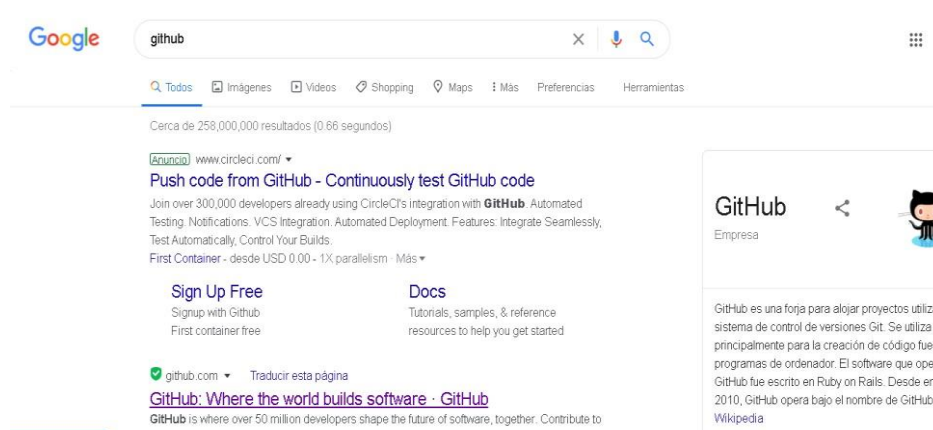 Google
github
Todos Imágenes Videos Shopping Maps Más Preferencias Herramientas
Cerca de 258,000,000 resultados (0.66 segundos)
Anuncio www.circleci.com/
Push code from GitHub - Continuously test GitHub code
Join over 300,000 developers already using CircleCI's integration with GitHub. Automated
Testing. Notifications. VCS Integration. Automated Deployment. Features: Integrate Seamlessly,
Test Automatically, Control Your Builds.
First Container - desde USD 0.00 - 1X parallelism · Más
Sign Up Free
Signup with Github
First container free
Docs
Tutorials, samples, & reference
resources to help you get started
github.com Traducir esta página
GitHub: Where the world builds software · GitHub
GitHub is where over 50 million developers shape the future of software, together. Contribute to
GitHub
Empresa
GitHub es una forja para alojar proyectos utiliz
sistema de control de versiones Git. Se utiliza
principalmente para la creación de código fue
programas de ordenador. El software que ope
GitHub fue escrito en Ruby on Rails. Desde en
2010, GitHub opera bajo el nombre de GitHub
Wikipedia